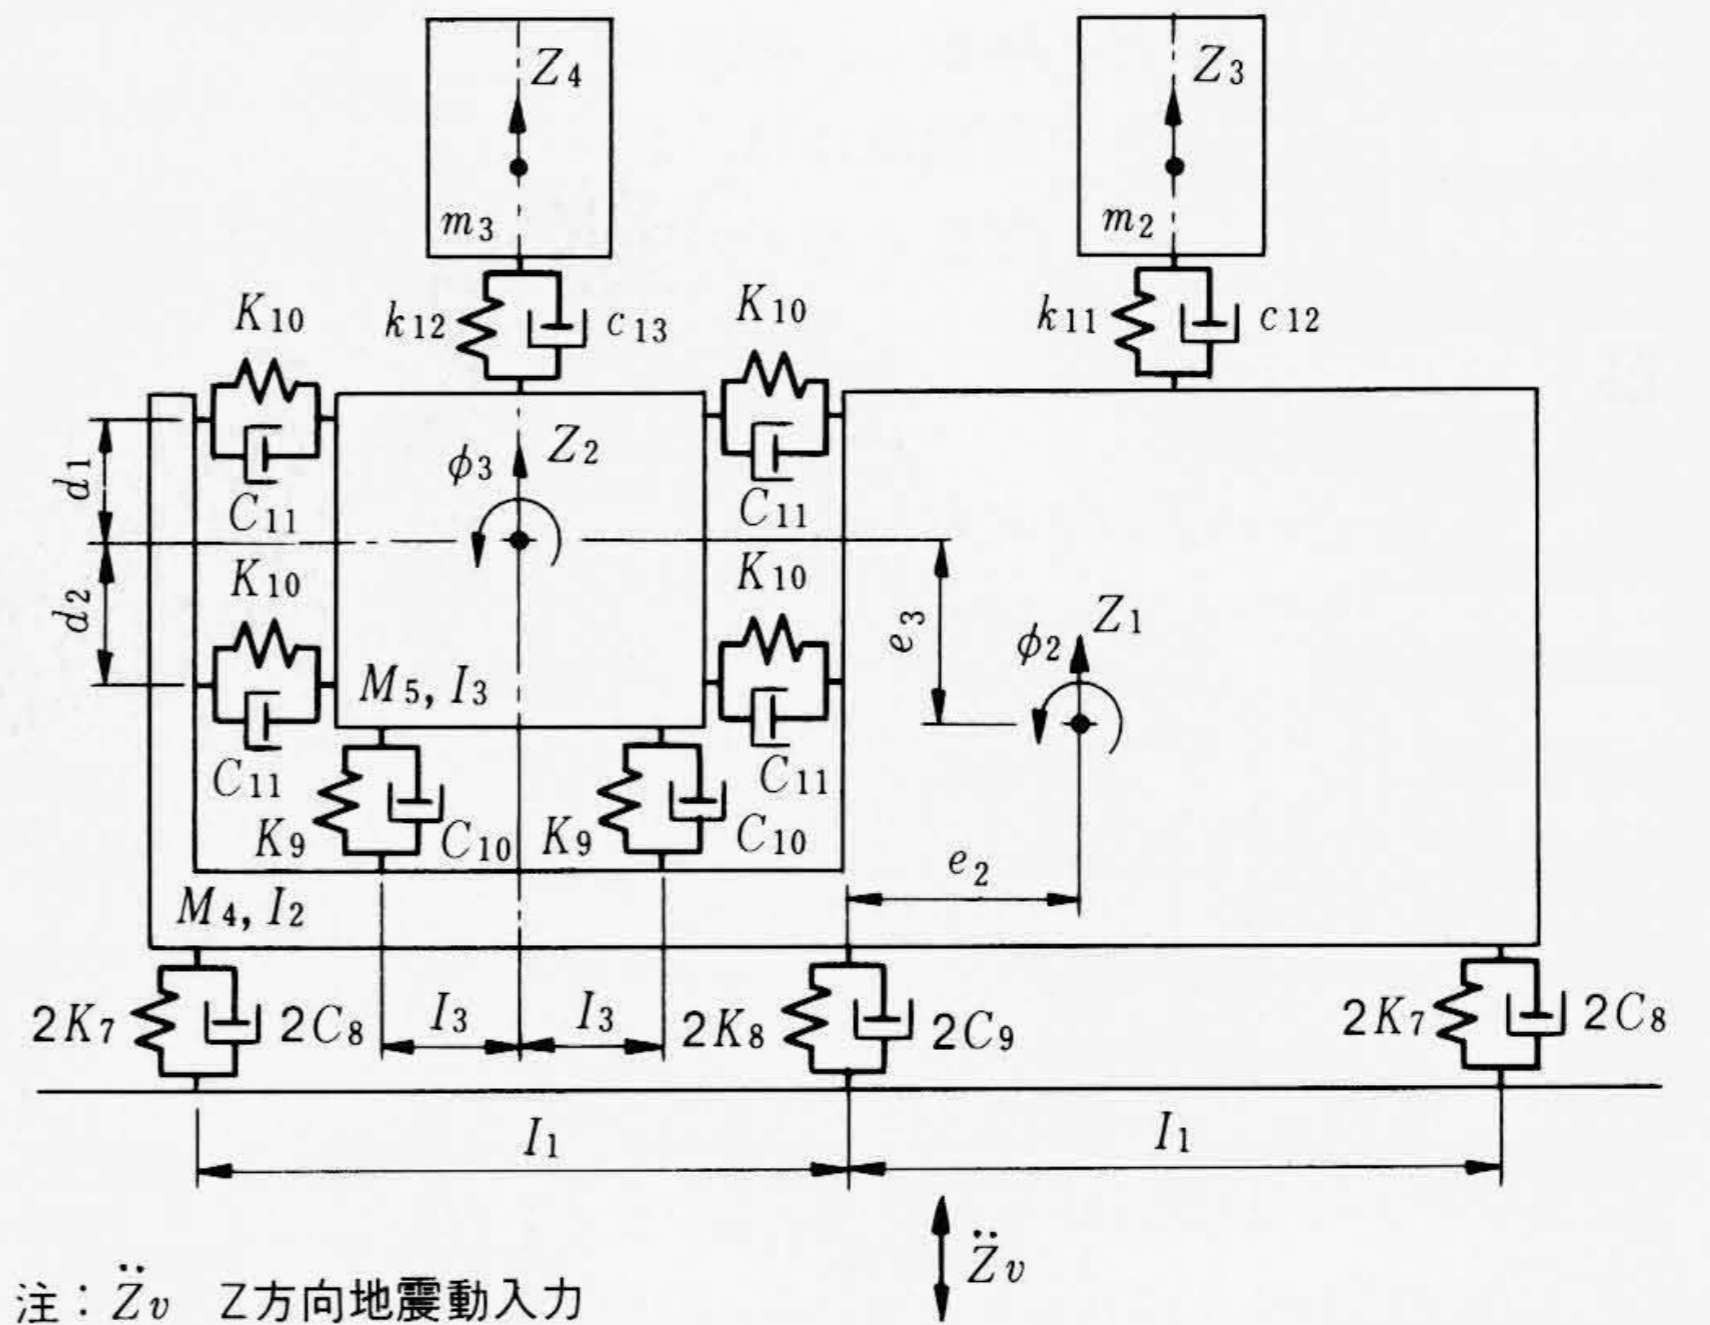 Z4
Z3
m3
m2
K10
k12
c13
K10
k11
c12
d1
ϕ3
Z2
C11
C11
d2
K10
K10
e3
ϕ2
Z1
M5, I3
C11
C11
K9
C10
K9
C10
e2
M4, I2
2K7
2C8
I3
I3
2K8
2C9
2K7
2C8
I1
I1
Z̈v
注：Z̈v Z方向地震動入力